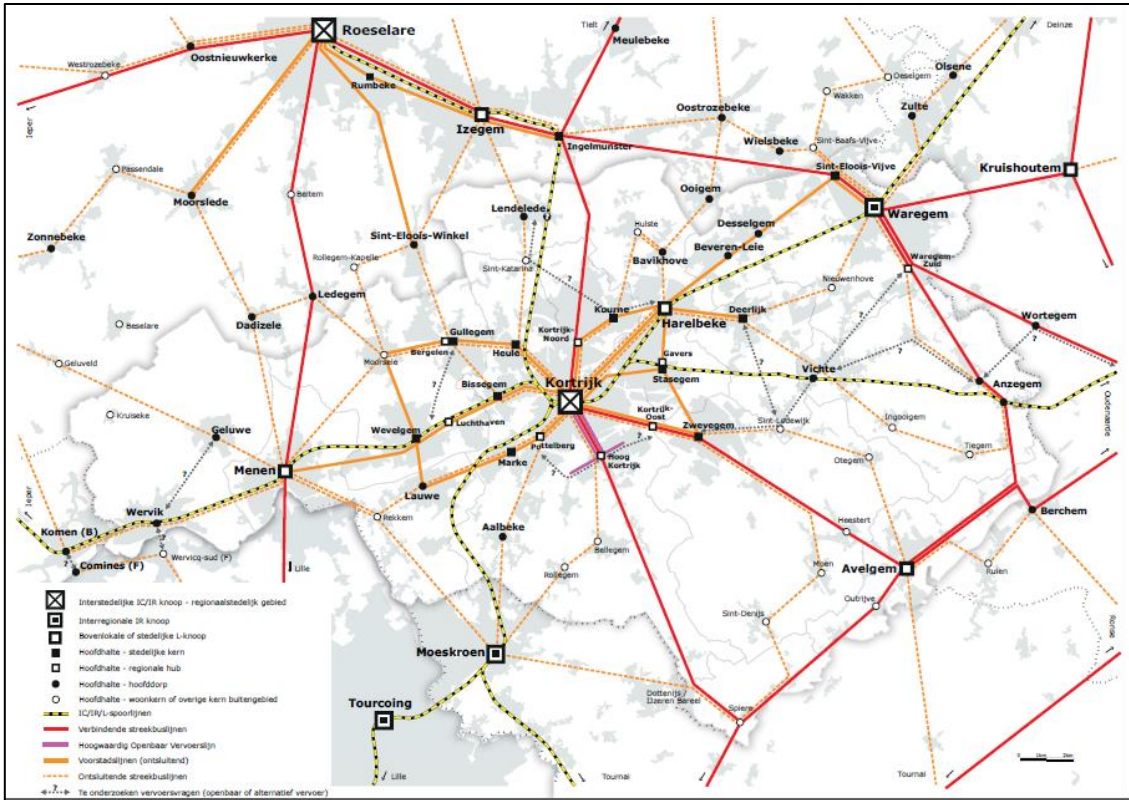 Roeselare
Tielt
Meulebeke
Deinze
Westrozebeke
Oostnieuwkerke
Rumbeke
Izegem
Ingelmunster
Oostrozebeke
Wakken
Oeselgem
Olsene
Zulte
Wielsbeke
Sint-Baafs-Vijve
Sint-Eloois-Vijve
Kruishoutem
Ieper
Passendale
Moorslede
Beitem
Zonnebeke
Lendelede
Ooigem
Desselgem
Waregem
Hulste
Beveren-Leie
Bavikhove
Sint-Eloois-Winkel
Rollegem-Kapelle
Sint-Katarina
?
?
?
Nieuwenhove
Waregem-
Zuid
Ledegem
Dadizele
Beselare
Geluveld
Kruiseke
Gullegem
Bergelen
Moorsele
Heule
Kuurne
Kortrijk-
Noord
Harelbeke
Deerlijk
Gavers
Stasegem
Wortegem
?
?
?
Vichte
Anzegem
Oudenaarde
Bissegem
Kortrijk
?
?
Wevelgem
Luchthaven
Pottelberg
Kortrijk-
Oost
Zwevegem
Sint-Lodewijk
Ingooigem
Tiegem
Otegem
Geluwe
?
Menen
Marke
Hoog
Kortrijk
?
?
Lauwe
Rekkem
Aalbeke
Bellegem
Rollegem
Heestert
Berchem
Ieper
Wervik
Komen (B)
?
Wervicq-sud (F)
?
Comines (F)
Lille
Moen
Avelgem
Ruien
Outrijve
Sint-Denijs
Ronse
Moeskroen
Tourcoing
Dottenijs /
IJzeren Bareel
Spiere
Lille
Tournai
Tournai
0 1km 2km
Interstedelijke IC/IR knoop - regionaalstedelijk gebied
Interregionale IR knoop
Bovenlokale of stedelijke L-knoop
Hoofdhalte - stedelijke kern
Hoofdhalte - regionale hub
Hoofdhalte - hoofddorp
Hoofdhalte - woonkern of overige kern buitengebied
IC/IR/L-spoorlijnen
Verbindende streekbuslijnen
Hoogwaardig Openbaar Vervoerslijn
Voorstadslijnen (ontsluitend)
Ontsluitende streekbuslijnen
? Te onderzoeken vervoersvragen (openbaar of alternatief vervoer)